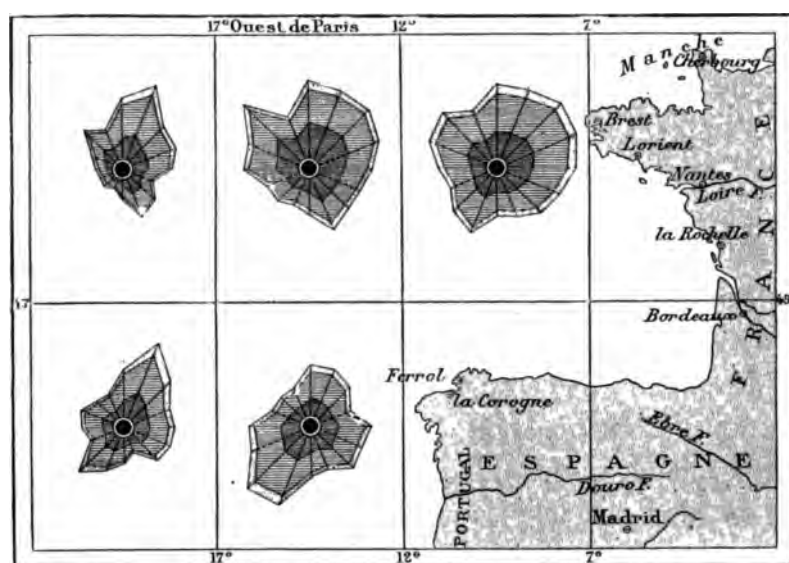 17° Ouest de Paris 12° 7°
Manche
Cherbourg
Brest
Lorient
Nantes
Loire F.
la Rochelle
FRANCE
Bordeaux
Ferrol
la Corogne
Ebre F.
ESPAGNE
Douro F.
PORTUGAL
Madrid
17° 12° 7°